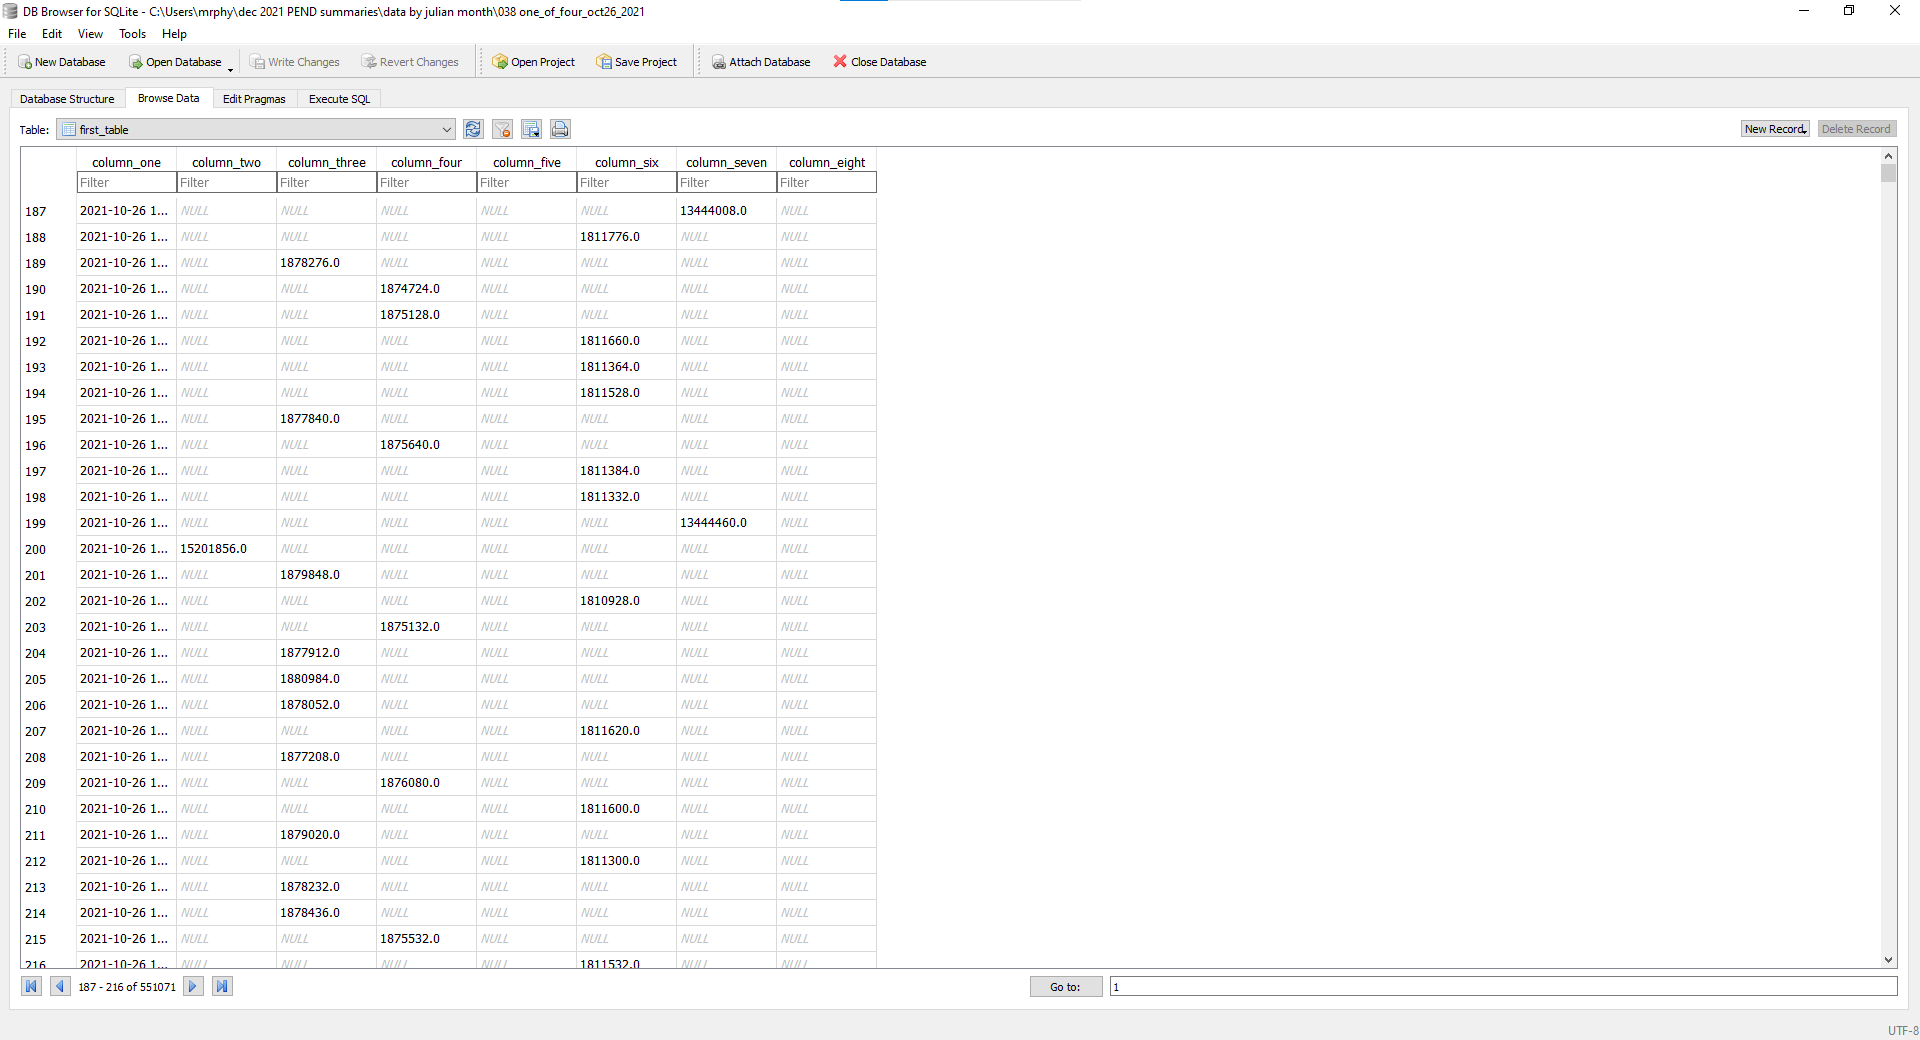 DB Browser for SQLite - C:\Users\mrphy\dec 2021 PEND summaries\data by julian month\038 one_of_four_oct26_2021
File Edit View Tools Help
New Database Open Database Write Changes Revert Changes Open Project Save Project Attach Database Close Database
Database Structure Browse Data Edit Pragmas Execute SQL
Table: first_table New Record Delete Record
column_one column_two column_three column_four column_five column_six column_seven column_eight
Filter Filter Filter Filter Filter Filter Filter Filter
187 2021-10-26 1... NULL NULL NULL NULL NULL 13444008.0 NULL
188 2021-10-26 1... NULL NULL NULL NULL 1811776.0 NULL NULL
189 2021-10-26 1... NULL 1878276.0 NULL NULL NULL NULL NULL
190 2021-10-26 1... NULL NULL 1874724.0 NULL NULL NULL NULL
191 2021-10-26 1... NULL NULL 1875128.0 NULL NULL NULL NULL
192 2021-10-26 1... NULL NULL NULL NULL 1811660.0 NULL NULL
193 2021-10-26 1... NULL NULL NULL NULL 1811364.0 NULL NULL
194 2021-10-26 1... NULL NULL NULL NULL 1811528.0 NULL NULL
195 2021-10-26 1... NULL 1877840.0 NULL NULL NULL NULL NULL
196 2021-10-26 1... NULL NULL 1875640.0 NULL NULL NULL NULL
197 2021-10-26 1... NULL NULL NULL NULL 1811384.0 NULL NULL
198 2021-10-26 1... NULL NULL NULL NULL 1811332.0 NULL NULL
199 2021-10-26 1... NULL NULL NULL NULL NULL 13444460.0 NULL
200 2021-10-26 1... 15201856.0 NULL NULL NULL NULL NULL NULL
201 2021-10-26 1... NULL 1879848.0 NULL NULL NULL NULL NULL
202 2021-10-26 1... NULL NULL NULL NULL 1810928.0 NULL NULL
203 2021-10-26 1... NULL NULL 1875132.0 NULL NULL NULL NULL
204 2021-10-26 1... NULL 1877912.0 NULL NULL NULL NULL NULL
205 2021-10-26 1... NULL 1880984.0 NULL NULL NULL NULL NULL
206 2021-10-26 1... NULL 1878052.0 NULL NULL NULL NULL NULL
207 2021-10-26 1... NULL NULL NULL NULL 1811620.0 NULL NULL
208 2021-10-26 1... NULL 1877208.0 NULL NULL NULL NULL NULL
209 2021-10-26 1... NULL NULL 1876080.0 NULL NULL NULL NULL
210 2021-10-26 1... NULL NULL NULL NULL 1811600.0 NULL NULL
211 2021-10-26 1... NULL 1879020.0 NULL NULL NULL NULL NULL
212 2021-10-26 1... NULL NULL NULL NULL 1811300.0 NULL NULL
213 2021-10-26 1... NULL 1878232.0 NULL NULL NULL NULL NULL
214 2021-10-26 1... NULL 1878436.0 NULL NULL NULL NULL NULL
215 2021-10-26 1... NULL NULL 1875532.0 NULL NULL NULL NULL
216 2021-10-26 1... NULL NULL NULL NULL 1811532.0 NULL NULL
187 - 216 of 551071 Go to: 1
UTF-8